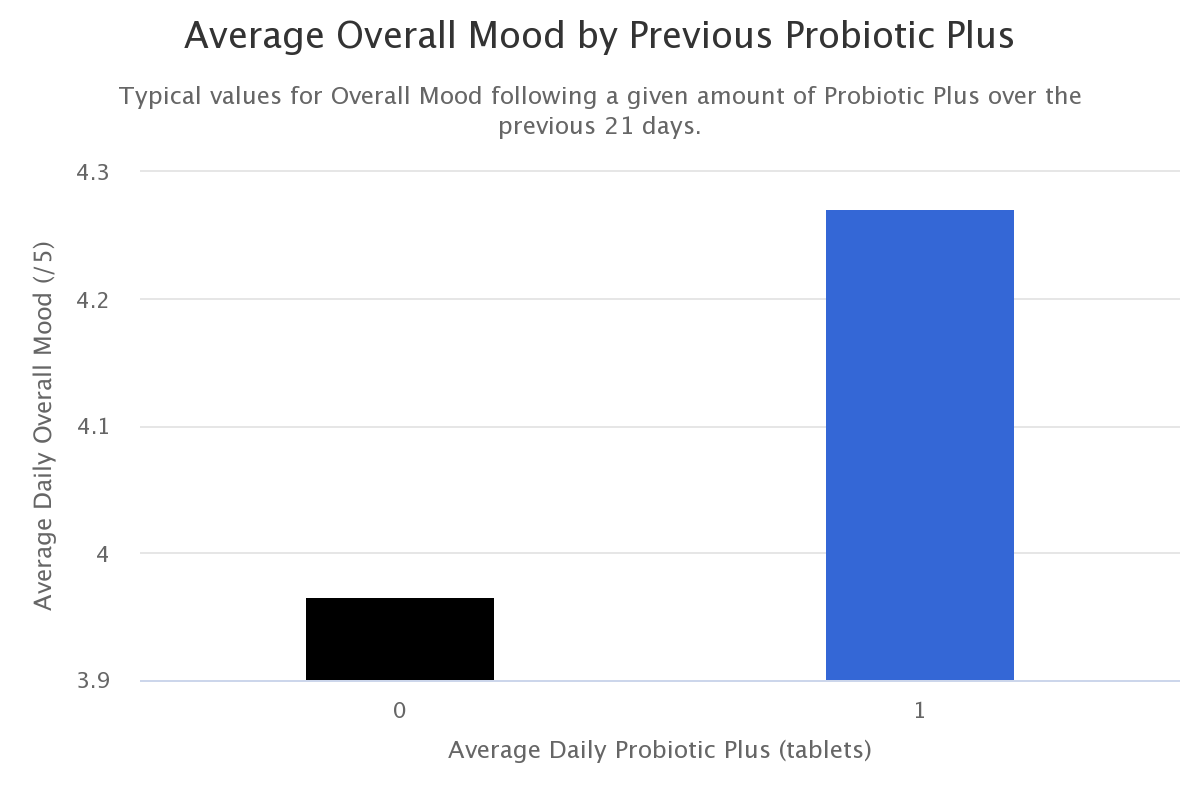 Average Overall Mood by Previous Probiotic Plus
Typical values for Overall Mood following a given amount of Probiotic Plus over the
previous 21 days.
Average Daily Overall Mood (/5)
4.3
4.2
4.1
4
3.9
0
1
Average Daily Probiotic Plus (tablets)